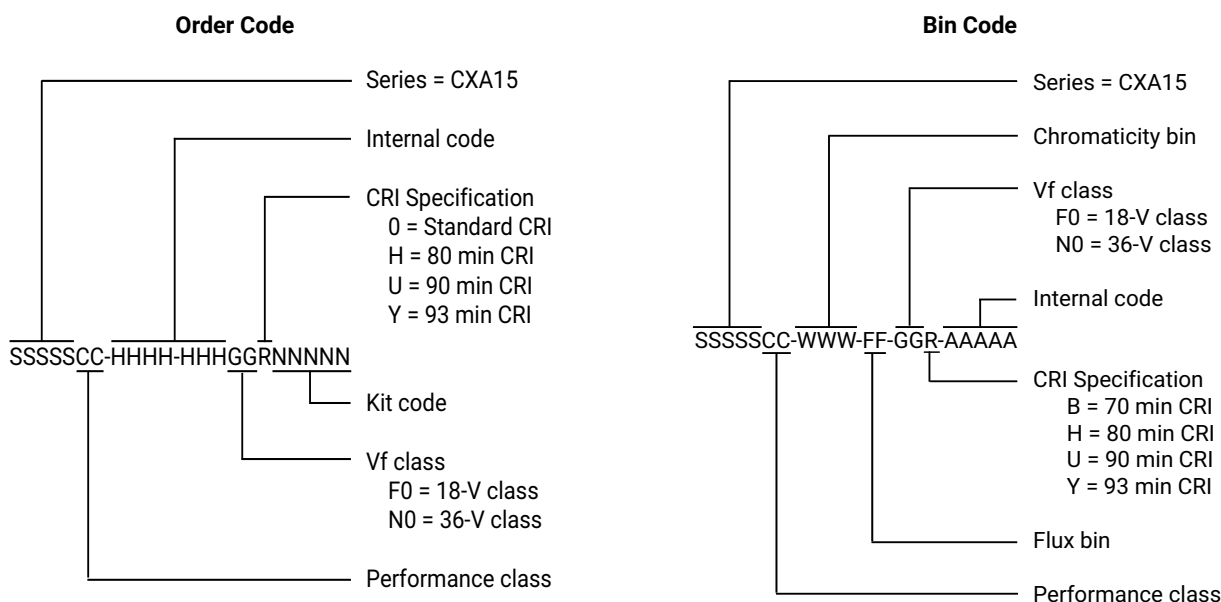 Order Code
Series = CXA15
Internal code
CRI Specification
0 = Standard CRI
H = 80 min CRI
U = 90 min CRI
Y = 93 min CRI
SSSSSCC-HHHH-HHHGGRNNNNN
Kit code
Vf class
F0 = 18-V class
N0 = 36-V class
Performance class
Bin Code
Series = CXA15
Chromaticity bin
Vf class
F0 = 18-V class
N0 = 36-V class
Internal code
SSSSSCC-WWW-FF-GGR-AAAAA
CRI Specification
B = 70 min CRI
H = 80 min CRI
U = 90 min CRI
Y = 93 min CRI
Flux bin
Performance class